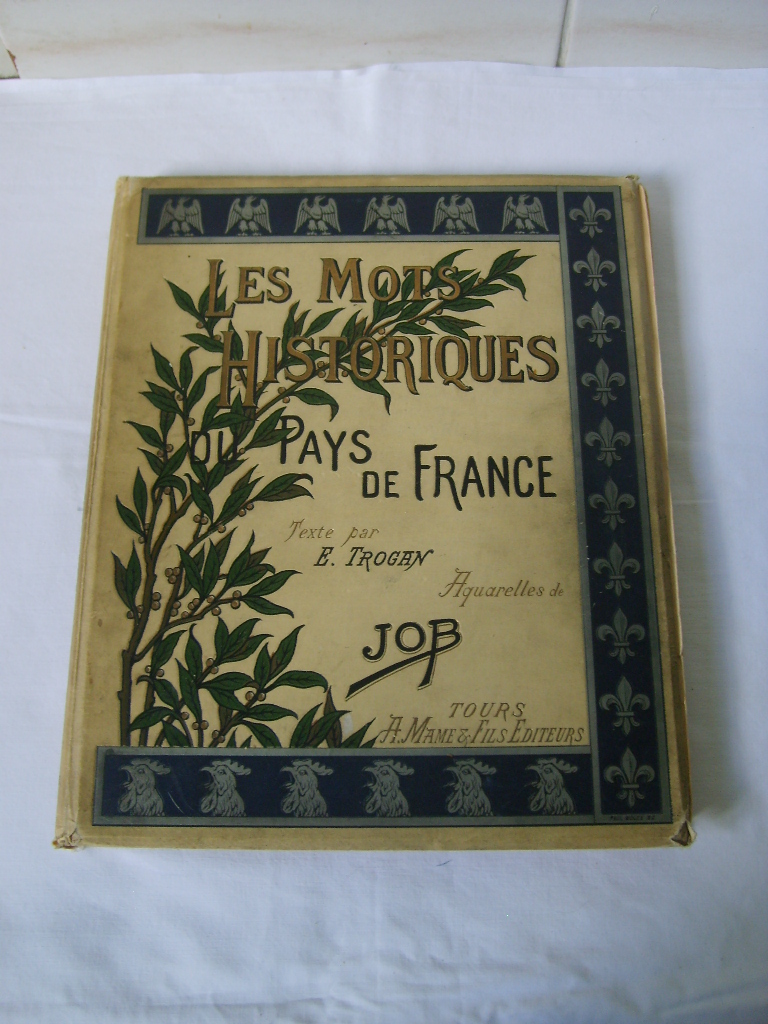 LES MOTS
HISTORIQUES
DU PAYS
DE FRANCE
Texte par
E. TROGAN
Aquarelles de
JOB
TOURS
A. MAME & FILS EDITEURS